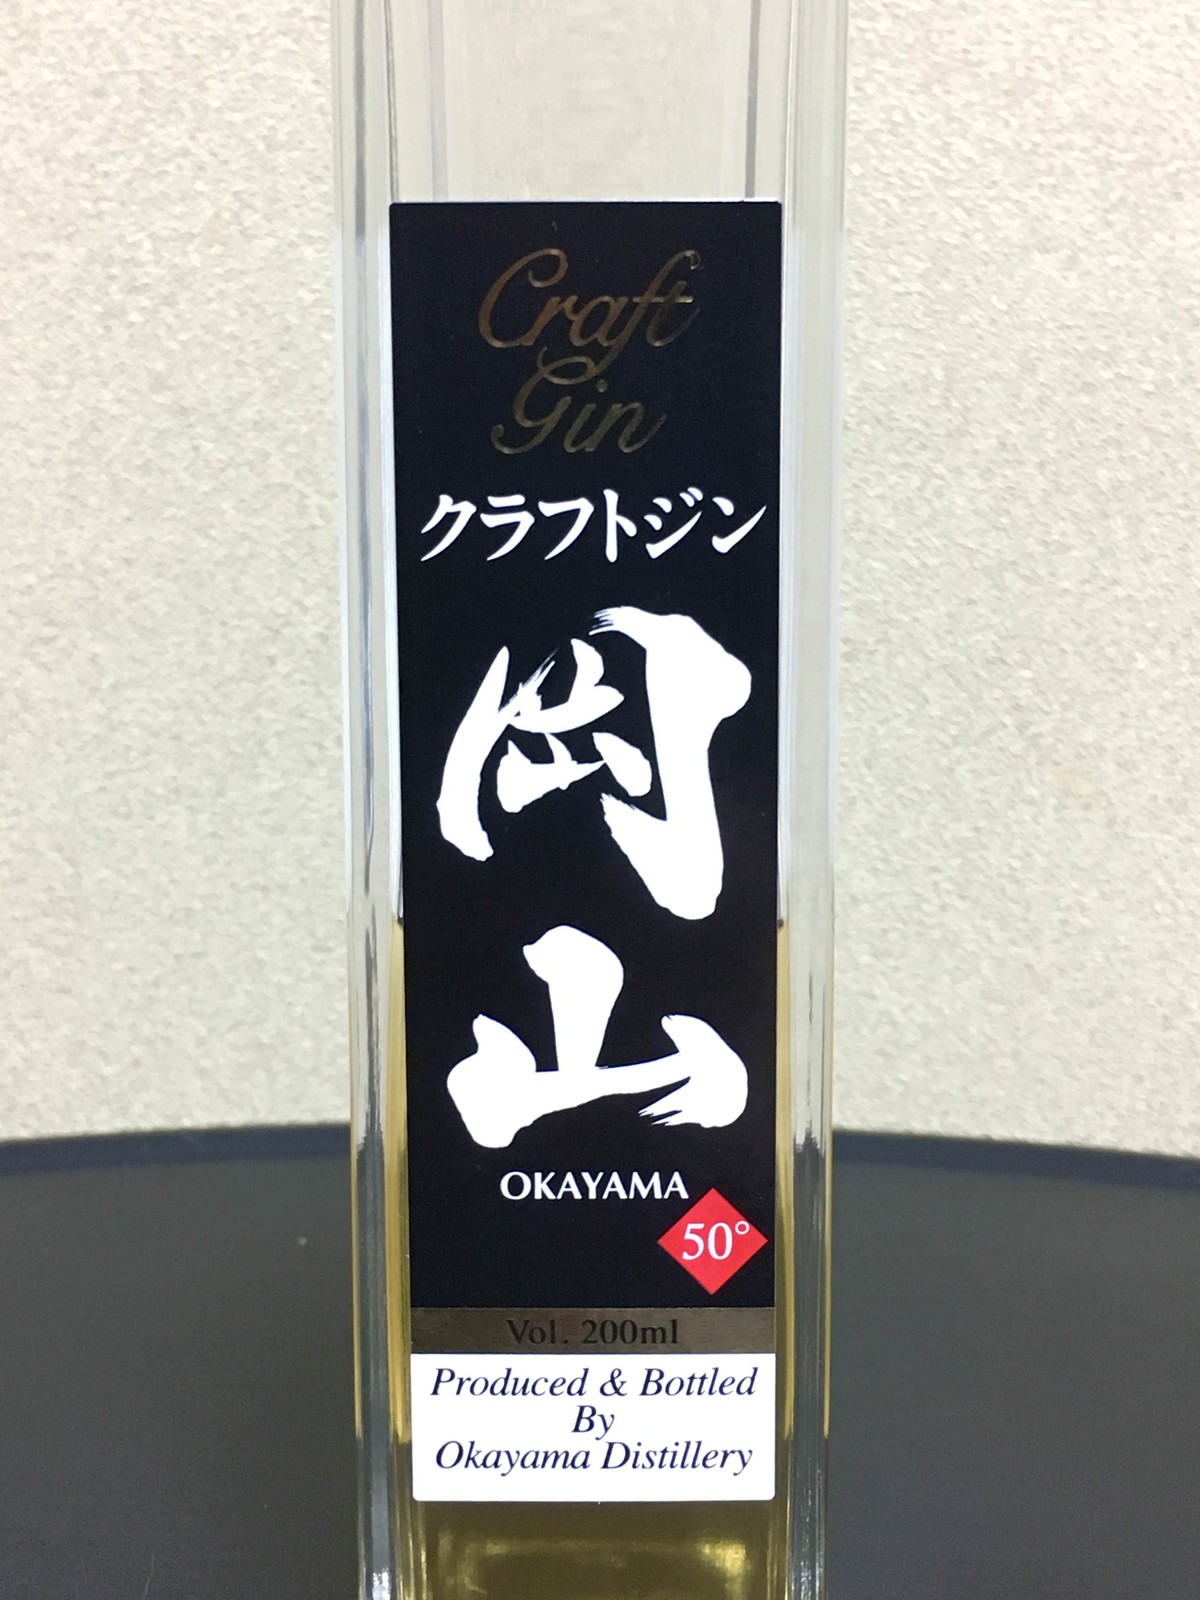 Craft
Gin
クラフトジン
岡
山
OKAYAMA
50°
Vol. 200ml
Produced & Bottled
By
Okayama Distillery